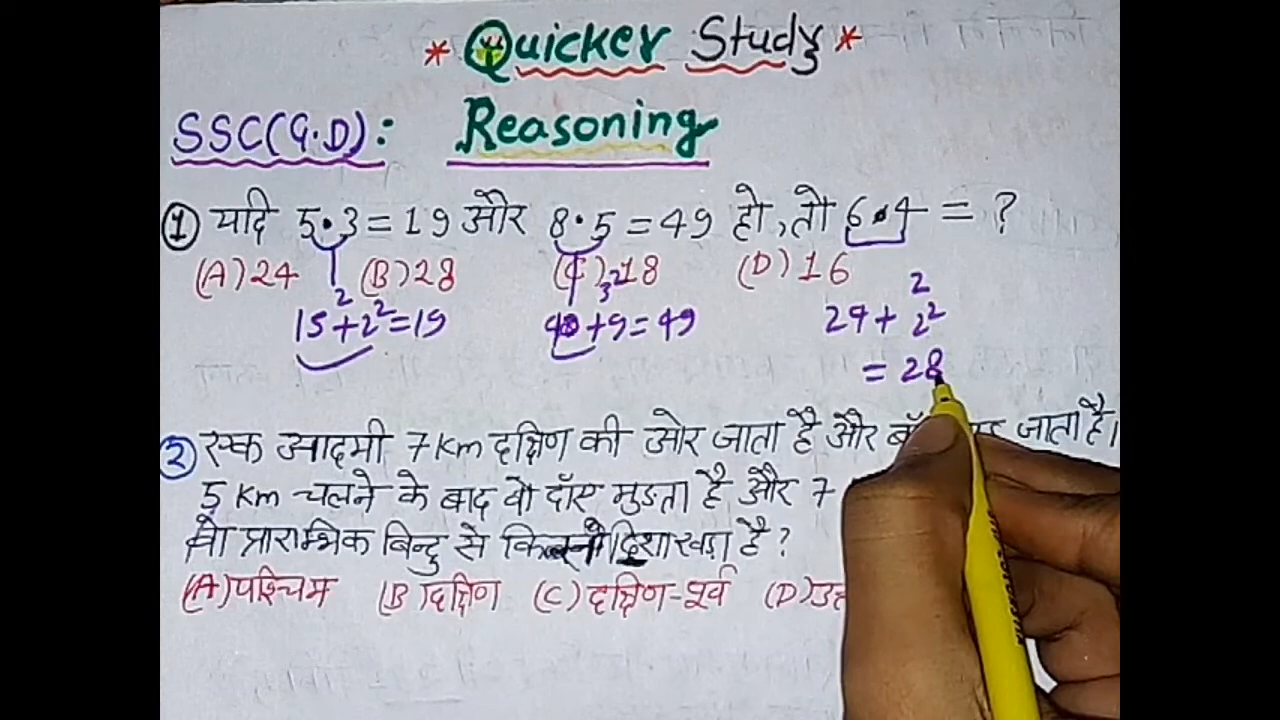 * Quicker Study *
SSC(G.D): Reasoning
1 यदि 5·3=19 और 8·5=49 हो, तो 6·4=?
(A)24 (B)28 (C)18 (D)16
15+2²=19 40+9=49 24+2²
=28
2 एक आदमी 7 Km दक्षिण की ओर जाता है और जाता है।
5 Km चलने के बाद वो दाँए मुड़ता है और 7
वो प्रारम्भिक बिन्दु से खड़ा है?
(A)पश्चिम (B)दक्षिण (C)दक्षिण-पूर्व (D)